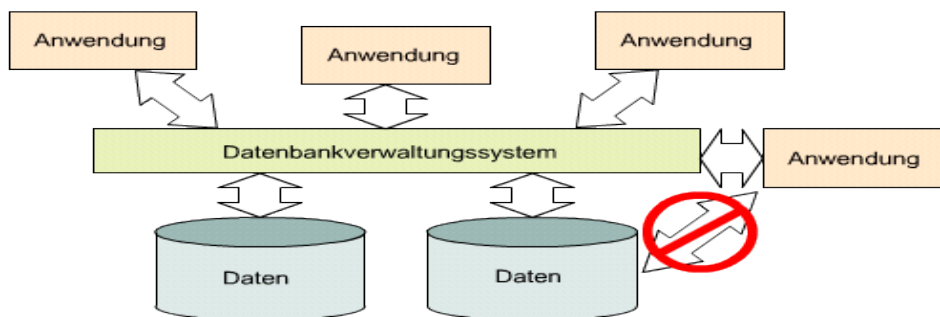 Anwendung
Anwendung
Anwendung
Datenbankverwaltungssystem
Anwendung
Daten
Daten